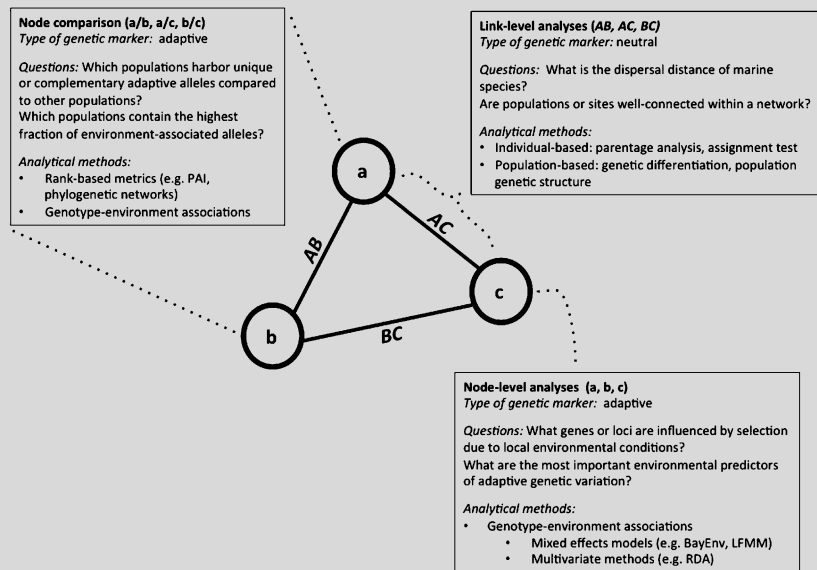 Node comparison (a/b, a/c, b/c)
Type of genetic marker: adaptive
Questions: Which populations harbor unique
or complementary adaptive alleles compared
to other populations?
Which populations contain the highest
fraction of environment-associated alleles?
Analytical methods:
• Rank-based metrics (e.g. PAI,
phylogenetic networks)
• Genotype-environment associations
Link-level analyses (AB, AC, BC)
Type of genetic marker: neutral
Questions: What is the dispersal distance of marine
species?
Are populations or sites well-connected within a network?
Analytical methods:
• Individual-based: parentage analysis, assignment test
• Population-based: genetic differentiation, population
genetic structure
a
AB
AC
c
b
BC
Node-level analyses (a, b, c)
Type of genetic marker: adaptive
Questions: What genes or loci are influenced by selection
due to local environmental conditions?
What are the most important environmental predictors
of adaptive genetic variation?
Analytical methods:
• Genotype-environment associations
• Mixed effects models (e.g. BayEnv, LFMM)
• Multivariate methods (e.g. RDA)